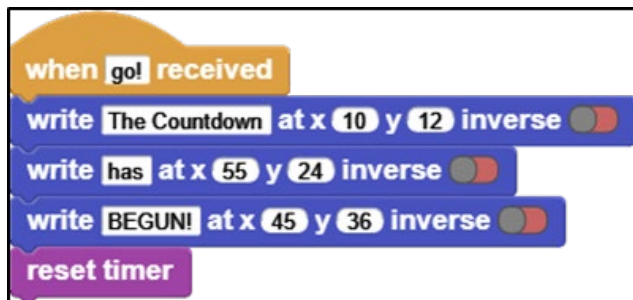 when go! received
write The Countdown at x 10 y 12 inverse
write has at x 55 y 24 inverse
write BEGUN! at x 45 y 36 inverse
reset timer